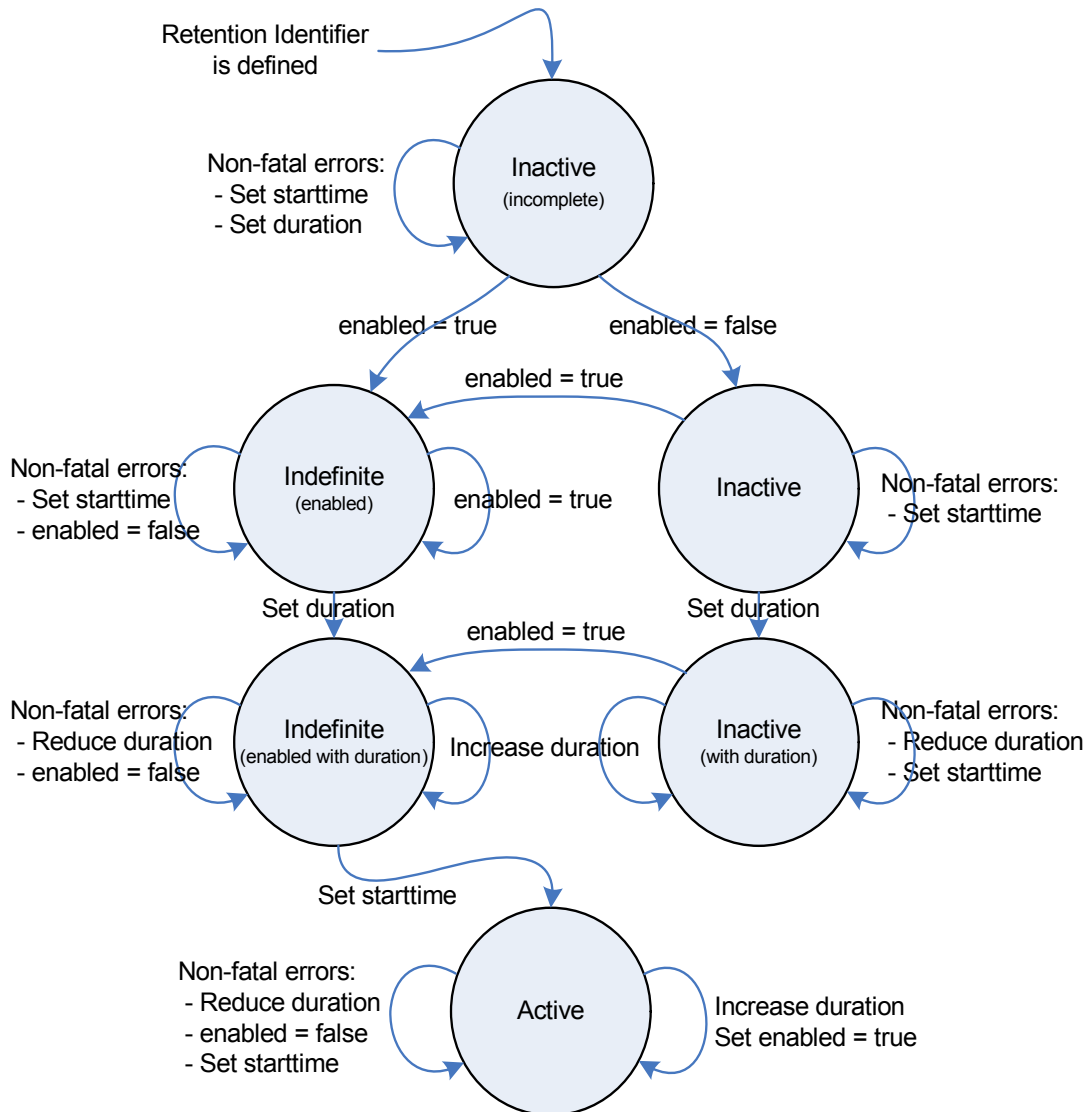 Retention Identifier
is defined
Inactive
(incomplete)
Non-fatal errors:
- Set starttime
- Set duration
enabled = true
enabled = false
enabled = true
Indefinite
(enabled)
Non-fatal errors:
- Set starttime
- enabled = false
enabled = true
Inactive
Non-fatal errors:
- Set starttime
Set duration
Set duration
enabled = true
Non-fatal errors:
- Reduce duration
- enabled = false
Indefinite
(enabled with duration)
Increase duration
Inactive
(with duration)
Non-fatal errors:
- Reduce duration
- Set starttime
Set starttime
Non-fatal errors:
- Reduce duration
- enabled = false
- Set starttime
Active
Increase duration
Set enabled = true